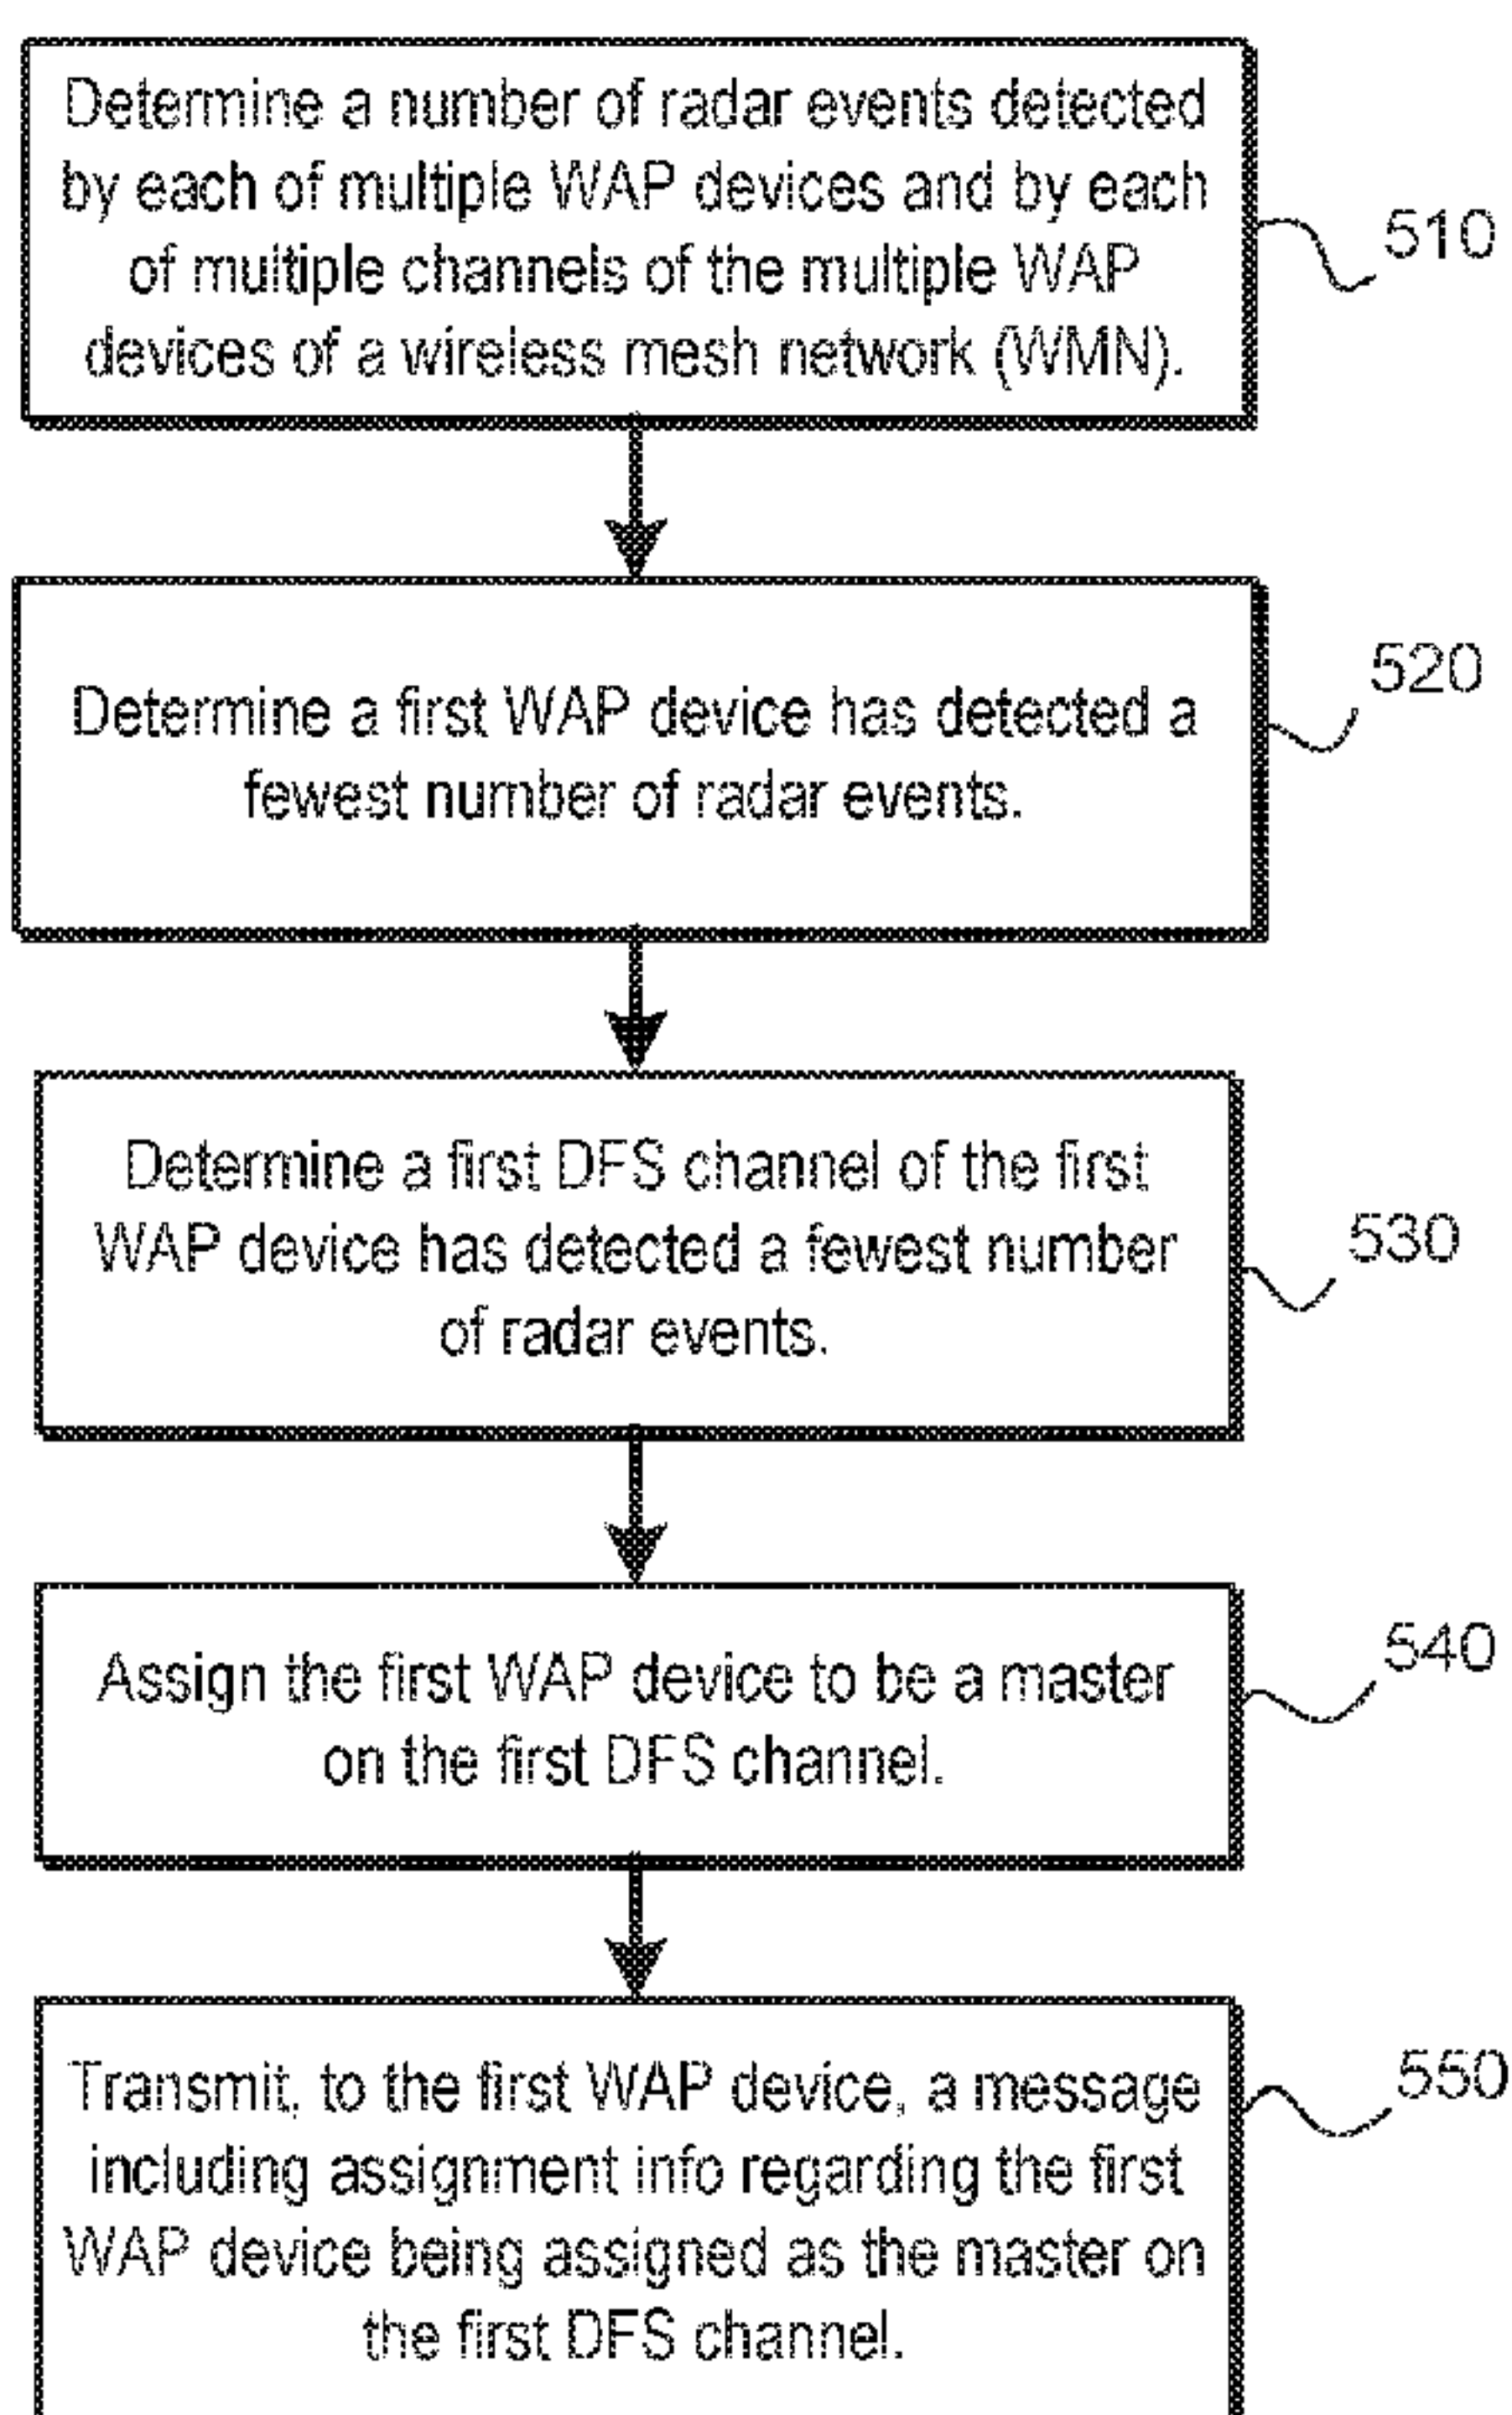 Determine a number of radar events detected
by each of multiple WAP devices and by each
of multiple channels of the multiple WAP
devices of a wireless mesh network (WMN).
510
Determine a first WAP device has detected a
fewest number of radar events.
520
Determine a first DFS channel of the first
WAP device has detected a fewest number
of radar events.
530
Assign the first WAP device to be a master
on the first DFS channel.
540
Transmit, to the first WAP device, a message
including assignment info regarding the first
WAP device being assigned as the master on
the first DFS channel.
550